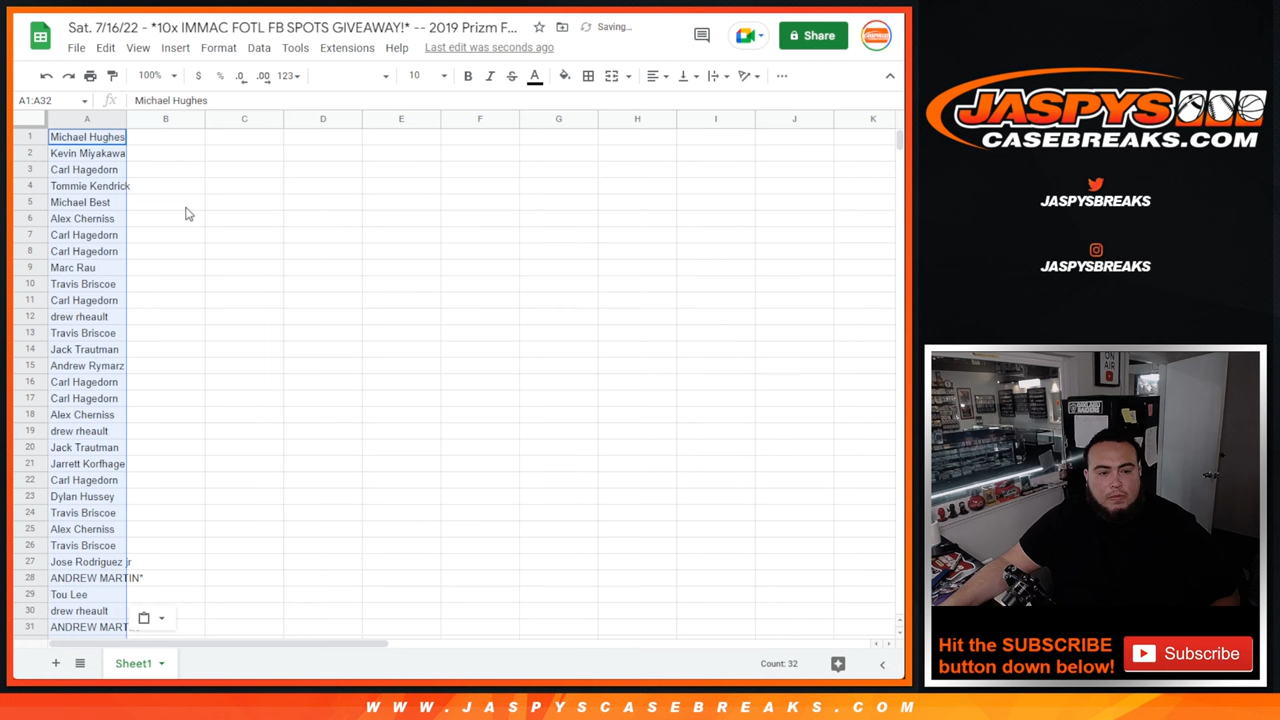 Sat. 7/16/22 - *10x IMMAC FOTL FB SPOTS GIVEAWAY!* -- 2019 Prizm F... Saving...
File Edit View Insert Format Data Tools Extensions Help Last edit was seconds ago
Share
100% $ % .0 .00 123 10 B I S A
A1:A32 fx Michael Hughes
A B C D E F G H I J K
1 Michael Hughes
2 Kevin Miyakawa
3 Carl Hagedorn
4 Tommie Kendrick
5 Michael Best
6 Alex Cherniss
7 Carl Hagedorn
8 Carl Hagedorn
9 Marc Rau
10 Travis Briscoe
11 Carl Hagedorn
12 drew rheault
13 Travis Briscoe
14 Jack Trautman
15 Andrew Rymarz
16 Carl Hagedorn
17 Carl Hagedorn
18 Alex Cherniss
19 drew rheault
20 Jack Trautman
21 Jarrett Korfhage
22 Carl Hagedorn
23 Dylan Hussey
24 Travis Briscoe
25 Alex Cherniss
26 Travis Briscoe
27 Jose Rodriguez jr
28 ANDREW MARTIN*
29 Tou Lee
30 drew rheault
31 ANDREW MART
Sheet1 Count: 32
JASPYS
CASEBREAKS.COM
JASPYSBREAKS
JASPYSBREAKS
ON AIR
Hit the SUBSCRIBE
button down below!
Subscribe
WWW.JASPYSCASEBREAKS.COM